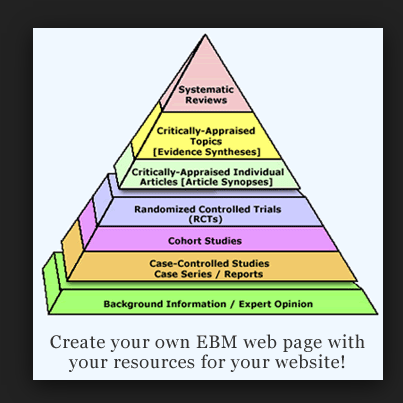 Systematic
Reviews
Critically-Appraised
Topics
[Evidence Syntheses]
Critically-Appraised Individual
Articles [Article Synopses]
Randomized Controlled Trials
(RCTs)
Cohort Studies
Case-Controlled Studies
Case Series / Reports
Background Information / Expert Opinion
Create your own EBM web page with
your resources for your website!